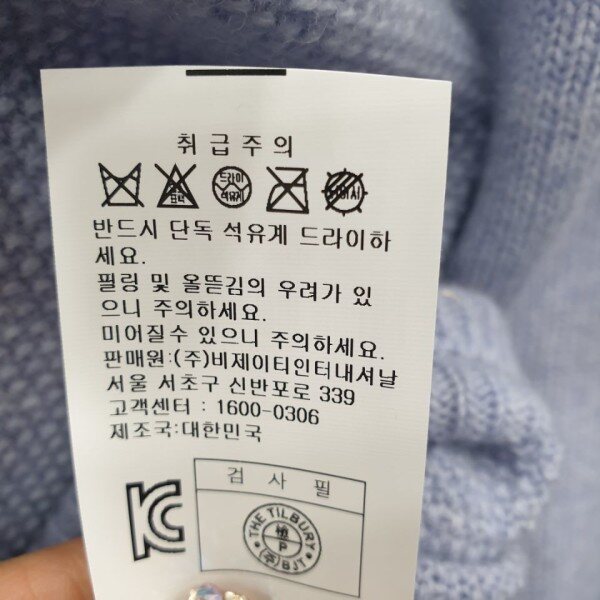 취급주의
드라이
석유계
반드시 단독 석유계 드라이하
세요.
필링 및 올뜯김의 우려가 있
으니 주의하세요.
미어질수 있으니 주의하세요.
판매원:(주)비제이티인터내셔날
서울 서초구 신반포로 339
고객센터 : 1600-0306
제조국:대한민국
KC
검사필
THE TILBURY
P
(주)BJT